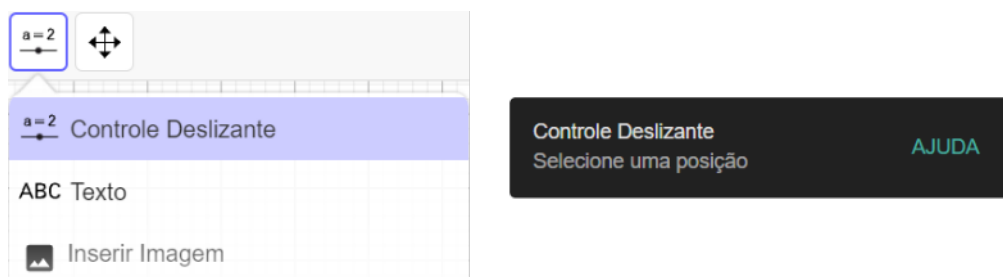 a=2
a=2 Controle Deslizante
ABC Texto
Inserir Imagem
Controle Deslizante
Selecione uma posição
AJUDA